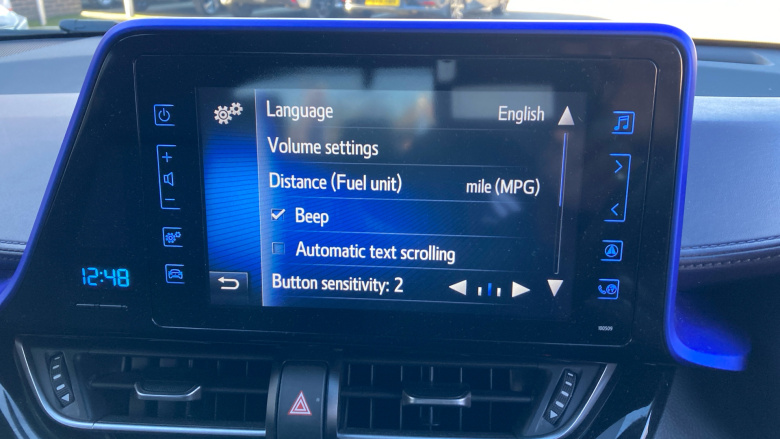 Language English
Volume settings
Distance (Fuel unit) mile (MPG)
Beep
Automatic text scrolling
Button sensitivity: 2
12:48